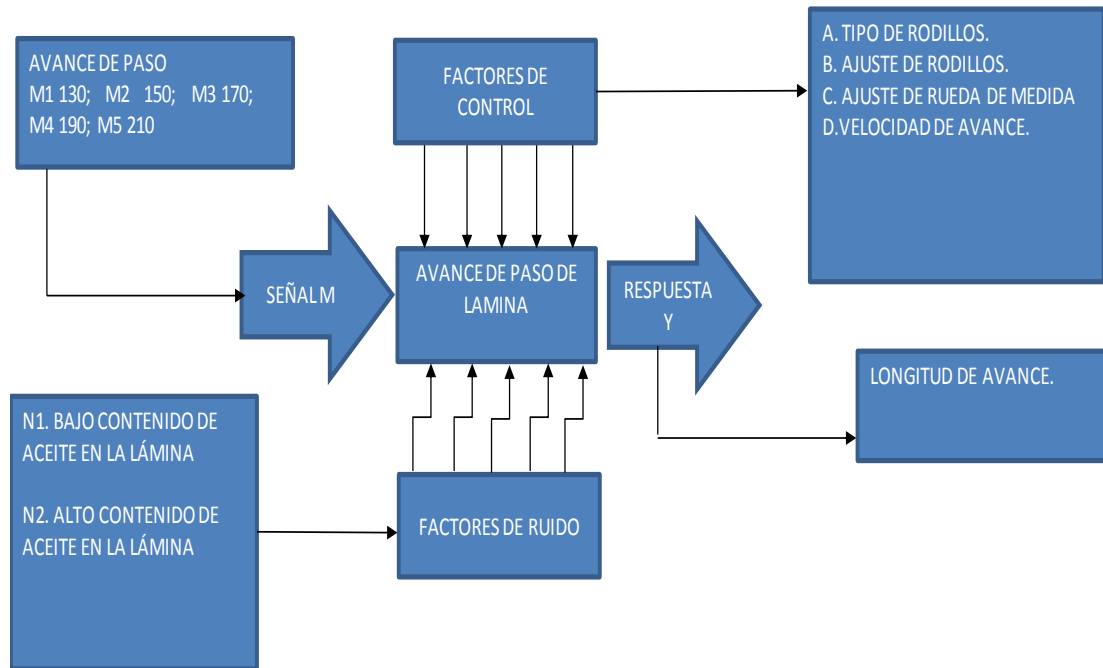 AVANCE DE PASO
M1 130; M2 150; M3 170;
M4 190; M5 210
FACTORES DE
CONTROL
A. TIPO DE RODILLOS.
B. AJUSTE DE RODILLOS.
C. AJUSTE DE RUEDA DE MEDIDA
D.VELOCIDAD DE AVANCE.
SEÑAL M
AVANCE DE PASO DE
LAMINA
RESPUESTA
Y
LONGITUD DE AVANCE.
N1. BAJO CONTENIDO DE
ACEITE EN LA LÁMINA
N2. ALTO CONTENIDO DE
ACEITE EN LA LÁMINA
FACTORES DE RUIDO